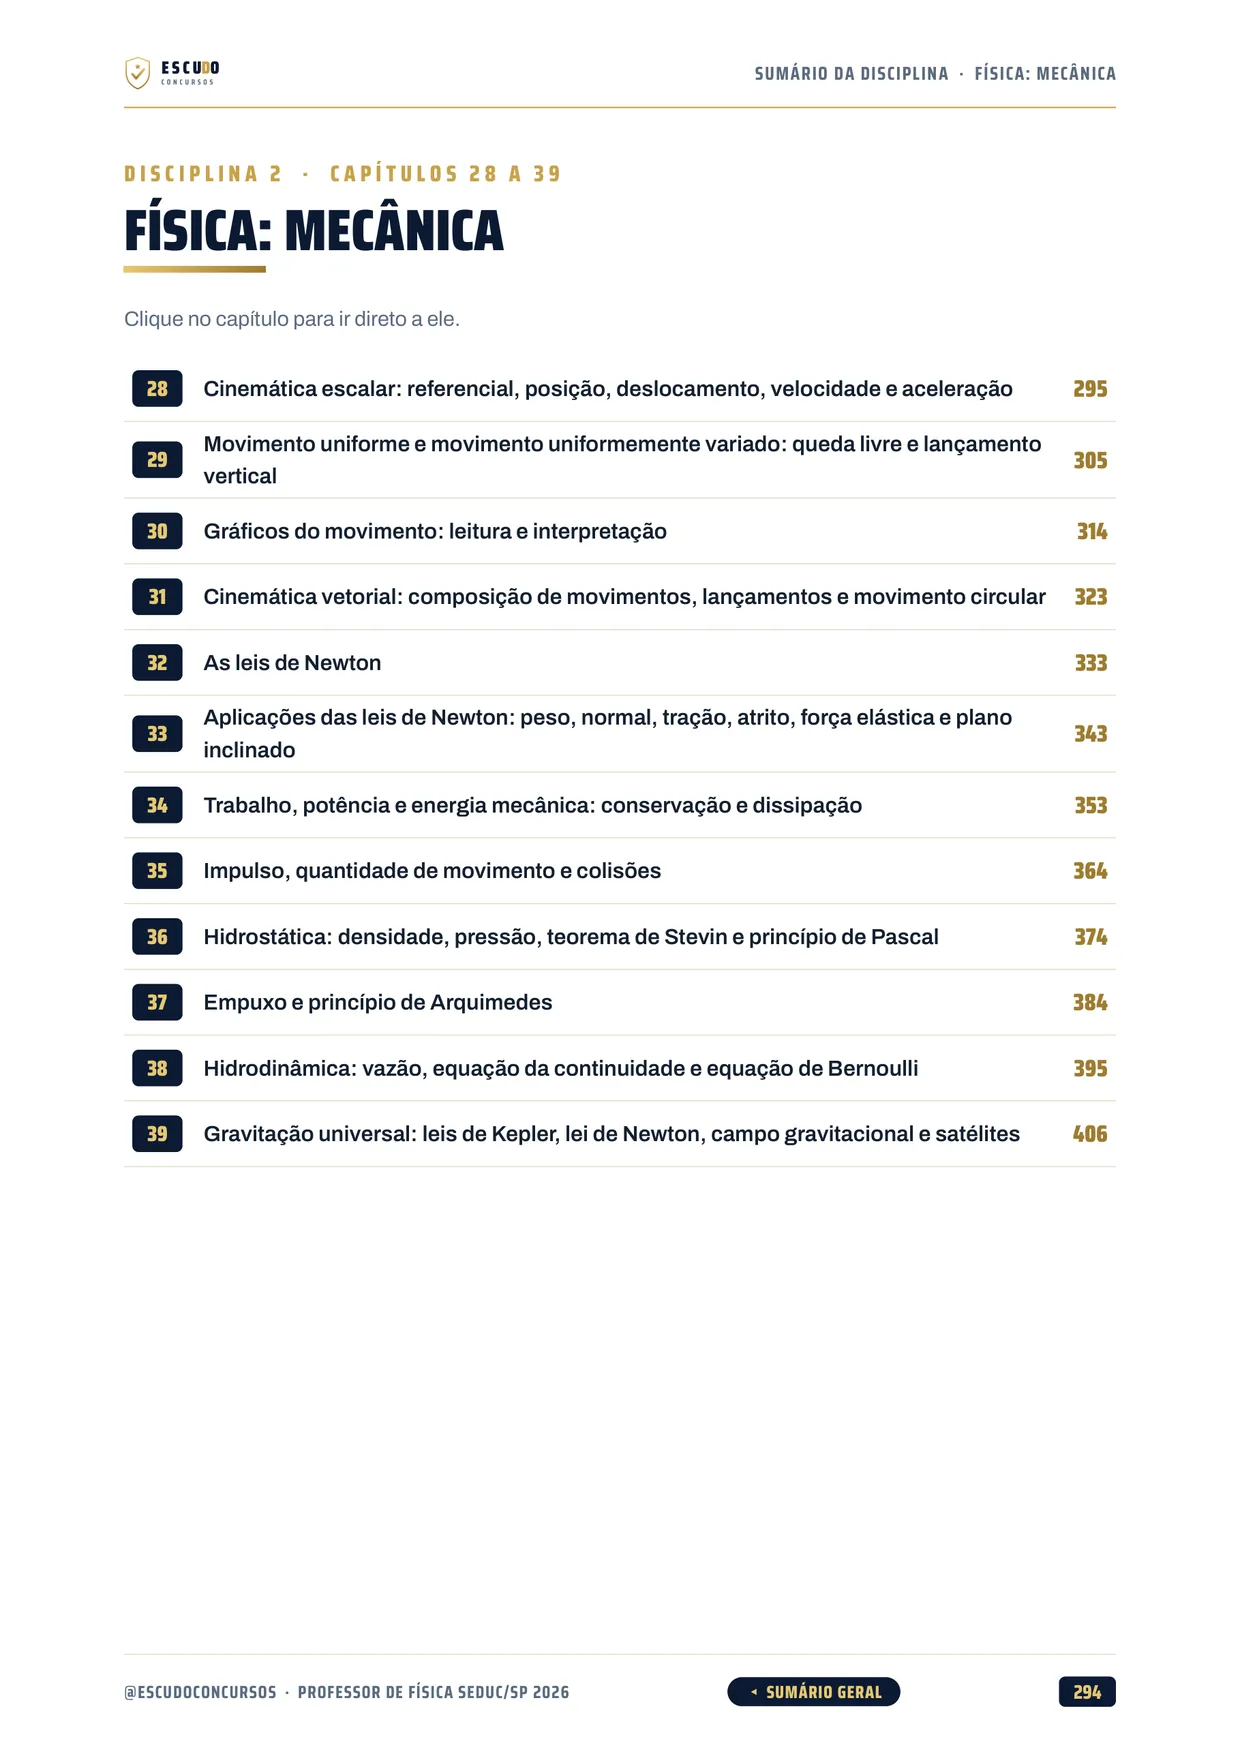 ESCUDO
CONCURSOS
SUMÁRIO DA DISCIPLINA · FÍSICA: MECÂNICA
DISCIPLINA 2 · CAPÍTULOS 28 A 39
FÍSICA: MECÂNICA
Clique no capítulo para ir direto a ele.
28 Cinemática escalar: referencial, posição, deslocamento, velocidade e aceleração 295
29 Movimento uniforme e movimento uniformemente variado: queda livre e lançamento
vertical 305
30 Gráficos do movimento: leitura e interpretação 314
31 Cinemática vetorial: composição de movimentos, lançamentos e movimento circular 323
32 As leis de Newton 333
33 Aplicações das leis de Newton: peso, normal, tração, atrito, força elástica e plano
inclinado 343
34 Trabalho, potência e energia mecânica: conservação e dissipação 353
35 Impulso, quantidade de movimento e colisões 364
36 Hidrostática: densidade, pressão, teorema de Stevin e princípio de Pascal 374
37 Empuxo e princípio de Arquimedes 384
38 Hidrodinâmica: vazão, equação da continuidade e equação de Bernoulli 395
39 Gravitação universal: leis de Kepler, lei de Newton, campo gravitacional e satélites 406
@ESCUDOCONCURSOS · PROFESSOR DE FÍSICA SEDUC/SP 2026
SUMÁRIO GERAL
294